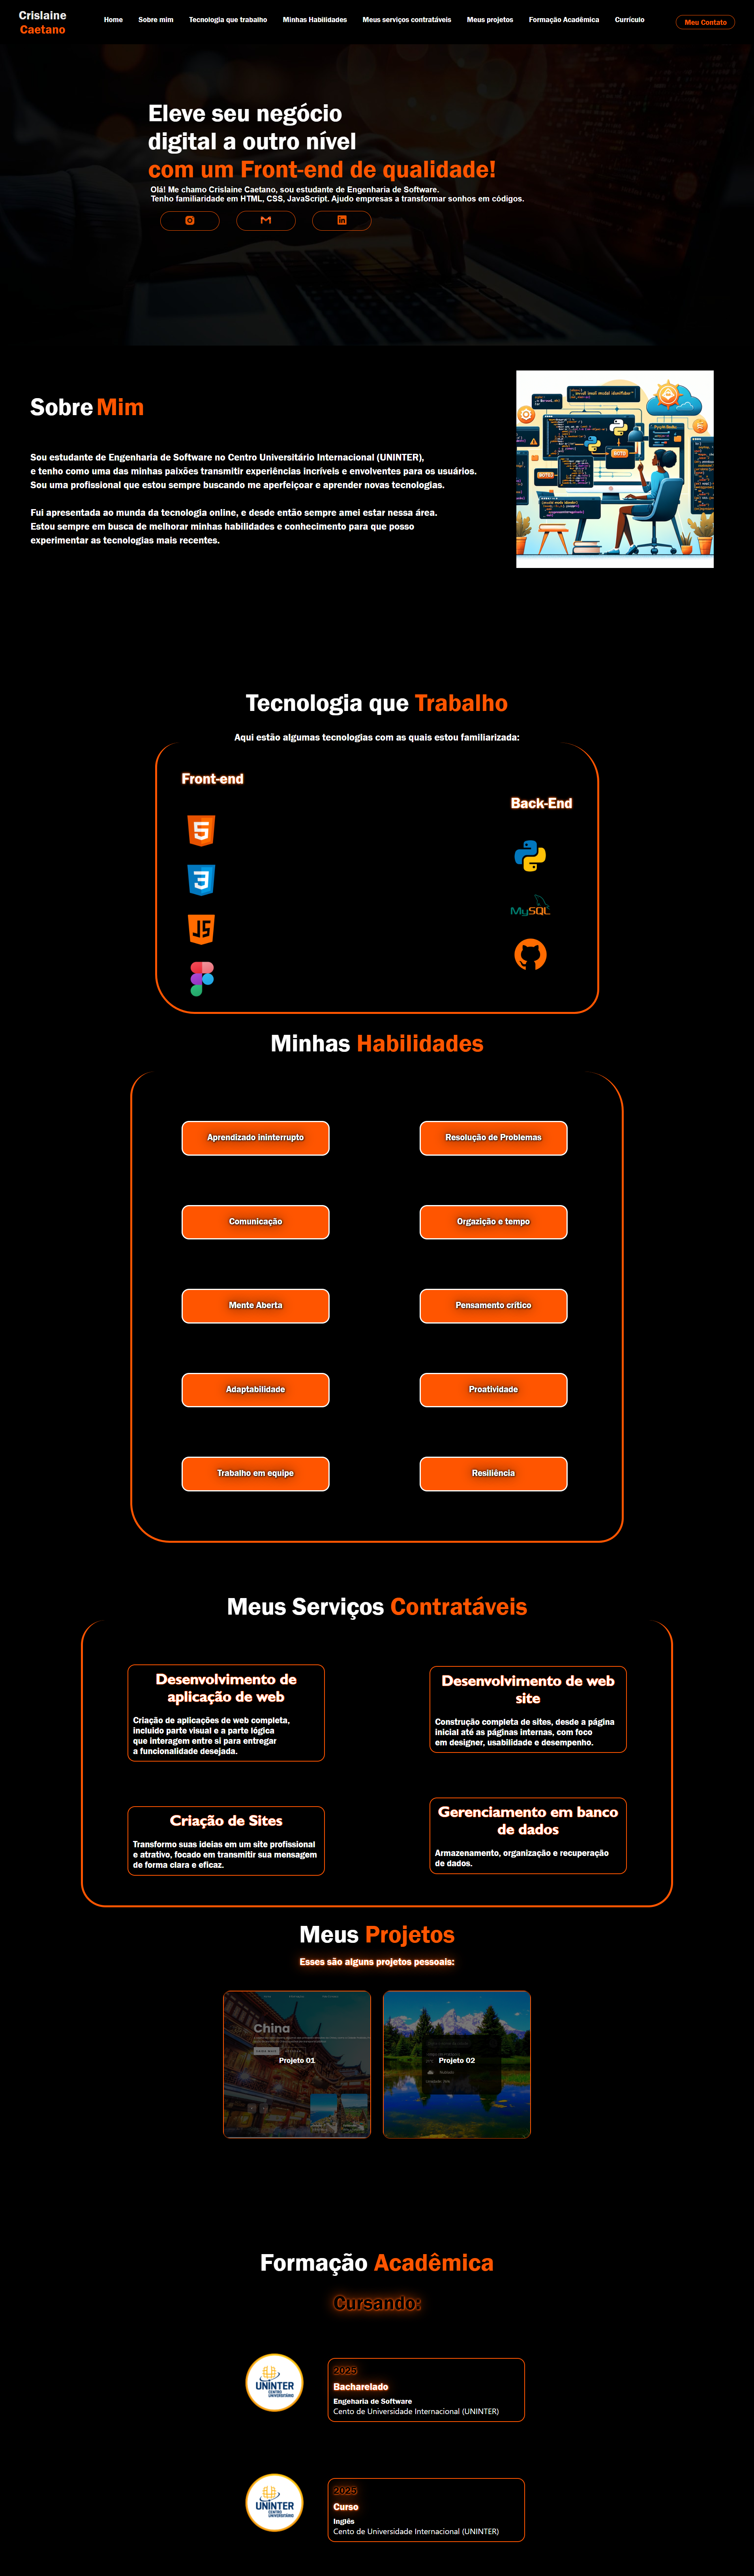 Crislaine
Caetano
Home Sobre mim Tecnologia que trabalho Minhas Habilidades Meus serviços contratáveis Meus projetos Formação Acadêmica Currículo
Meu Contato
Eleve seu negócio
digital a outro nível
com um Front-end de qualidade!
Olá! Me chamo Crislaine Caetano, sou estudante de Engenharia de Software.
Tenho familiaridade em HTML, CSS, JavaScript. Ajudo empresas a transformar sonhos em códigos.
Sobre Mim
Sou estudante de Engenharia de Software no Centro Universitário Internacional (UNINTER),
e tenho como uma das minhas paixões transmitir experiências incríveis e envolventes para os usuários.
Sou uma profissional que estou sempre buscando me aperfeiçoar e aprender novas tecnologias.
Fui apresentada ao munda da tecnologia online, e desde então sempre amei estar nessa área.
Estou sempre em busca de melhorar minhas habilidades e conhecimento para que posso
experimentar as tecnologias mais recentes.
Tecnologia que Trabalho
Aqui estão algumas tecnologias com as quais estou familiarizada:
Front-end
Back-End
5
3
JS
MySQL
Minhas Habilidades
Aprendizado ininterrupto
Resolução de Problemas
Comunicação
Orgazição e tempo
Mente Aberta
Pensamento crítico
Adaptabilidade
Proatividade
Trabalho em equipe
Resiliência
Meus Serviços Contratáveis
Desenvolvimento de
aplicação de web
Criação de aplicações de web completa,
incluido parte visual e a parte lógica
que interagem entre si para entregar
a funcionalidade desejada.
Desenvolvimento de web
site
Construção completa de sites, desde a página
inicial até as páginas internas, com foco
em designer, usabilidade e desempenho.
Criação de Sites
Transformo suas ideias em um site profissional
e atrativo, focado em transmitir sua mensagem
de forma clara e eficaz.
Gerenciamento em banco
de dados
Armazenamento, organização e recuperação
de dados.
Meus Projetos
Esses são alguns projetos pessoais:
China
Projeto 01
Projeto 02
Formação Acadêmica
Cursando:
UNINTER
CENTRO
UNIVERSITÁRIO
2025
Bacharelado
Engeharia de Software
Cento de Universidade Internacional (UNINTER)
UNINTER
CENTRO
UNIVERSITÁRIO
2025
Curso
Inglês
Cento de Universidade Internacional (UNINTER)